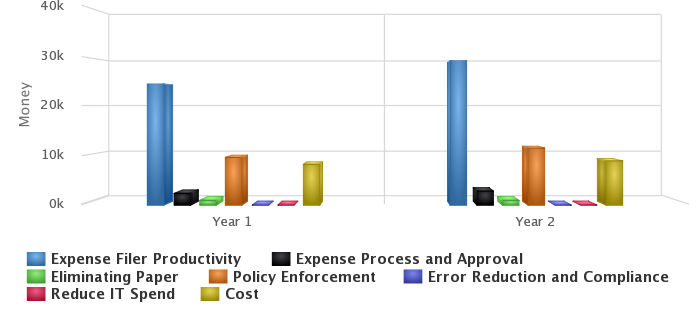 40k
30k
20k
10k
0k
Money
Year 1
Year 2
Expense Filer Productivity
Expense Process and Approval
Eliminating Paper
Policy Enforcement
Error Reduction and Compliance
Reduce IT Spend
Cost